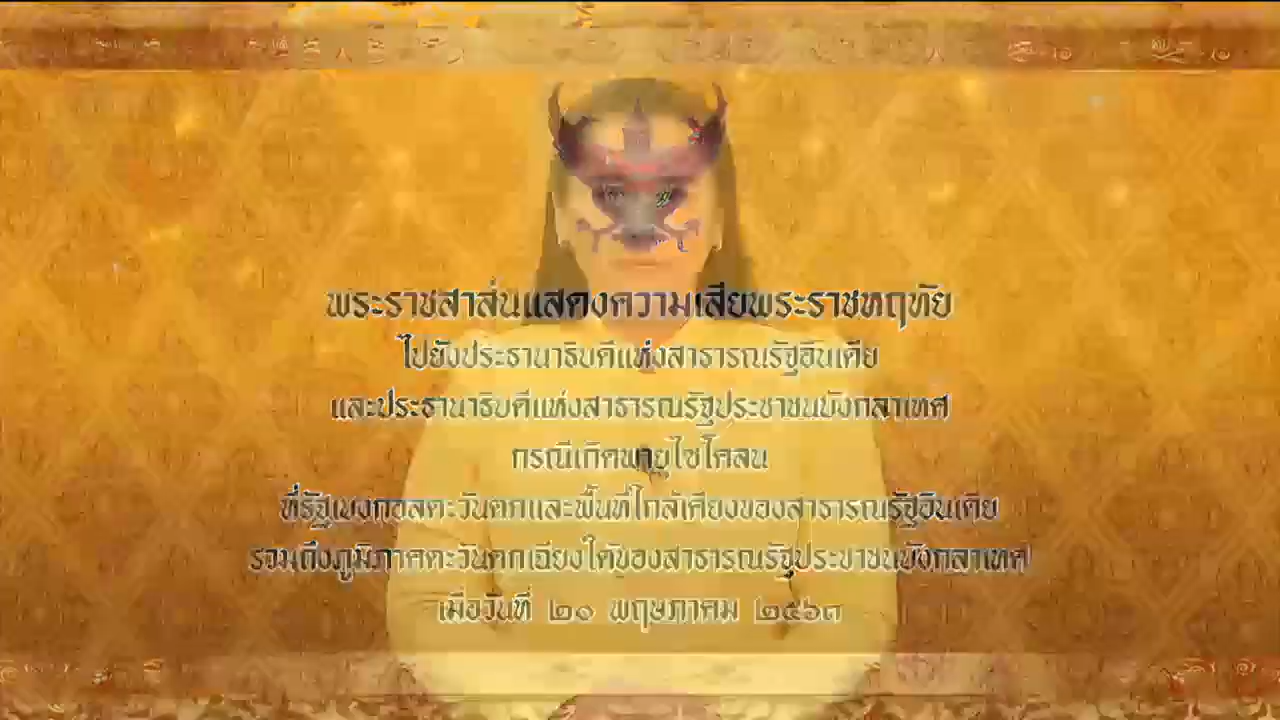 พระราชสาส์นแสดงความเสียพระราชหฤทัย
ไปยังประธานาธิบดีแห่งสาธารณรัฐอินเดีย
และประธานาธิบดีแห่งสาธารณรัฐประชาชนบังกลาเทศ
กรณีเกิดพายุไซโคลน
ที่รัฐเบงกอลตะวันตกและพื้นที่ใกล้เคียงของสาธารณรัฐอินเดีย
รวมถึงภูมิภาคตะวันตกเฉียงใต้ของสาธารณรัฐประชาชนบังกลาเทศ
เมื่อวันที่ ๒๐ พฤษภาคม ๒๕๖๓